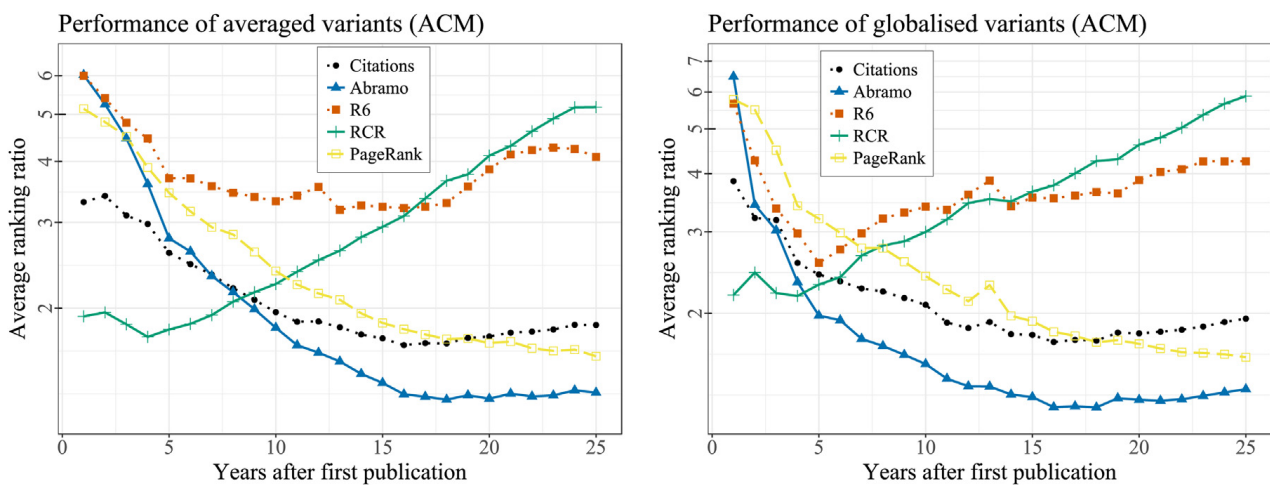 Performance of averaged variants (ACM)
Average ranking ratio
6
5
4
3
2
Citations
Abramo
R6
RCR
PageRank
0 5 10 15 20 25
Years after first publication
Performance of globalised variants (ACM)
Average ranking ratio
7
6
5
4
3
2
Citations
Abramo
R6
RCR
PageRank
0 5 10 15 20 25
Years after first publication